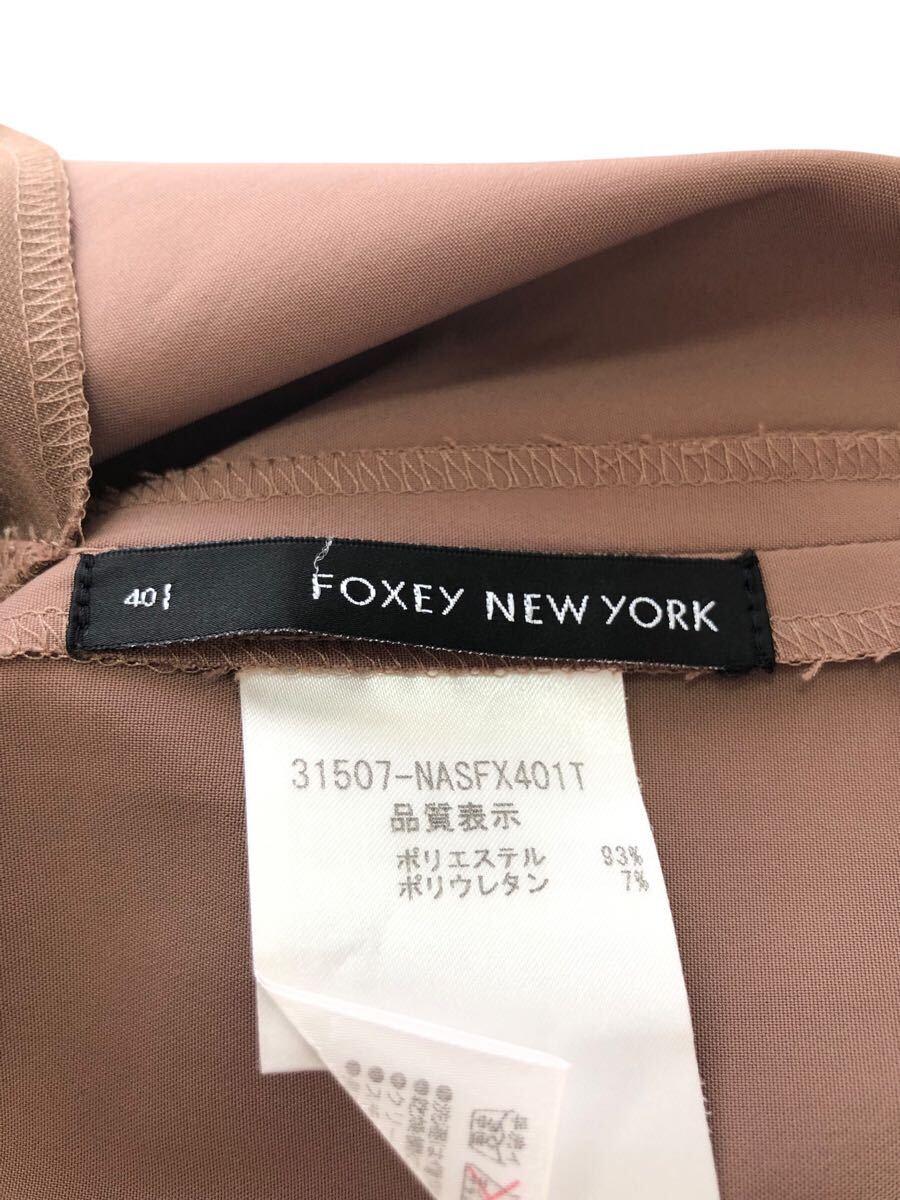 40
FOXEY NEW YORK
31507-NASFX401T
品質表示
ポリエステル 93%
ポリウレタン 7%